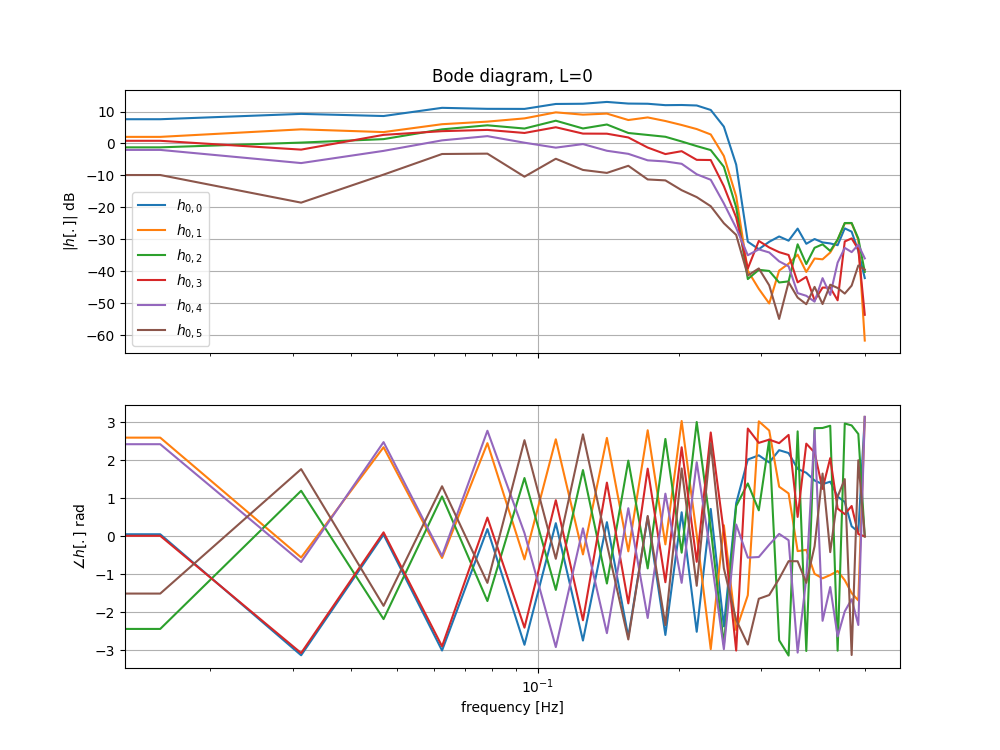 Bode diagram, L=0
|h[.]| dB
10
0
−10
−20
−30
−40
−50
−60
h0,0
h0,1
h0,2
h0,3
h0,4
h0,5
∠h[.] rad
3
2
1
0
−1
−2
−3
10−1
frequency [Hz]